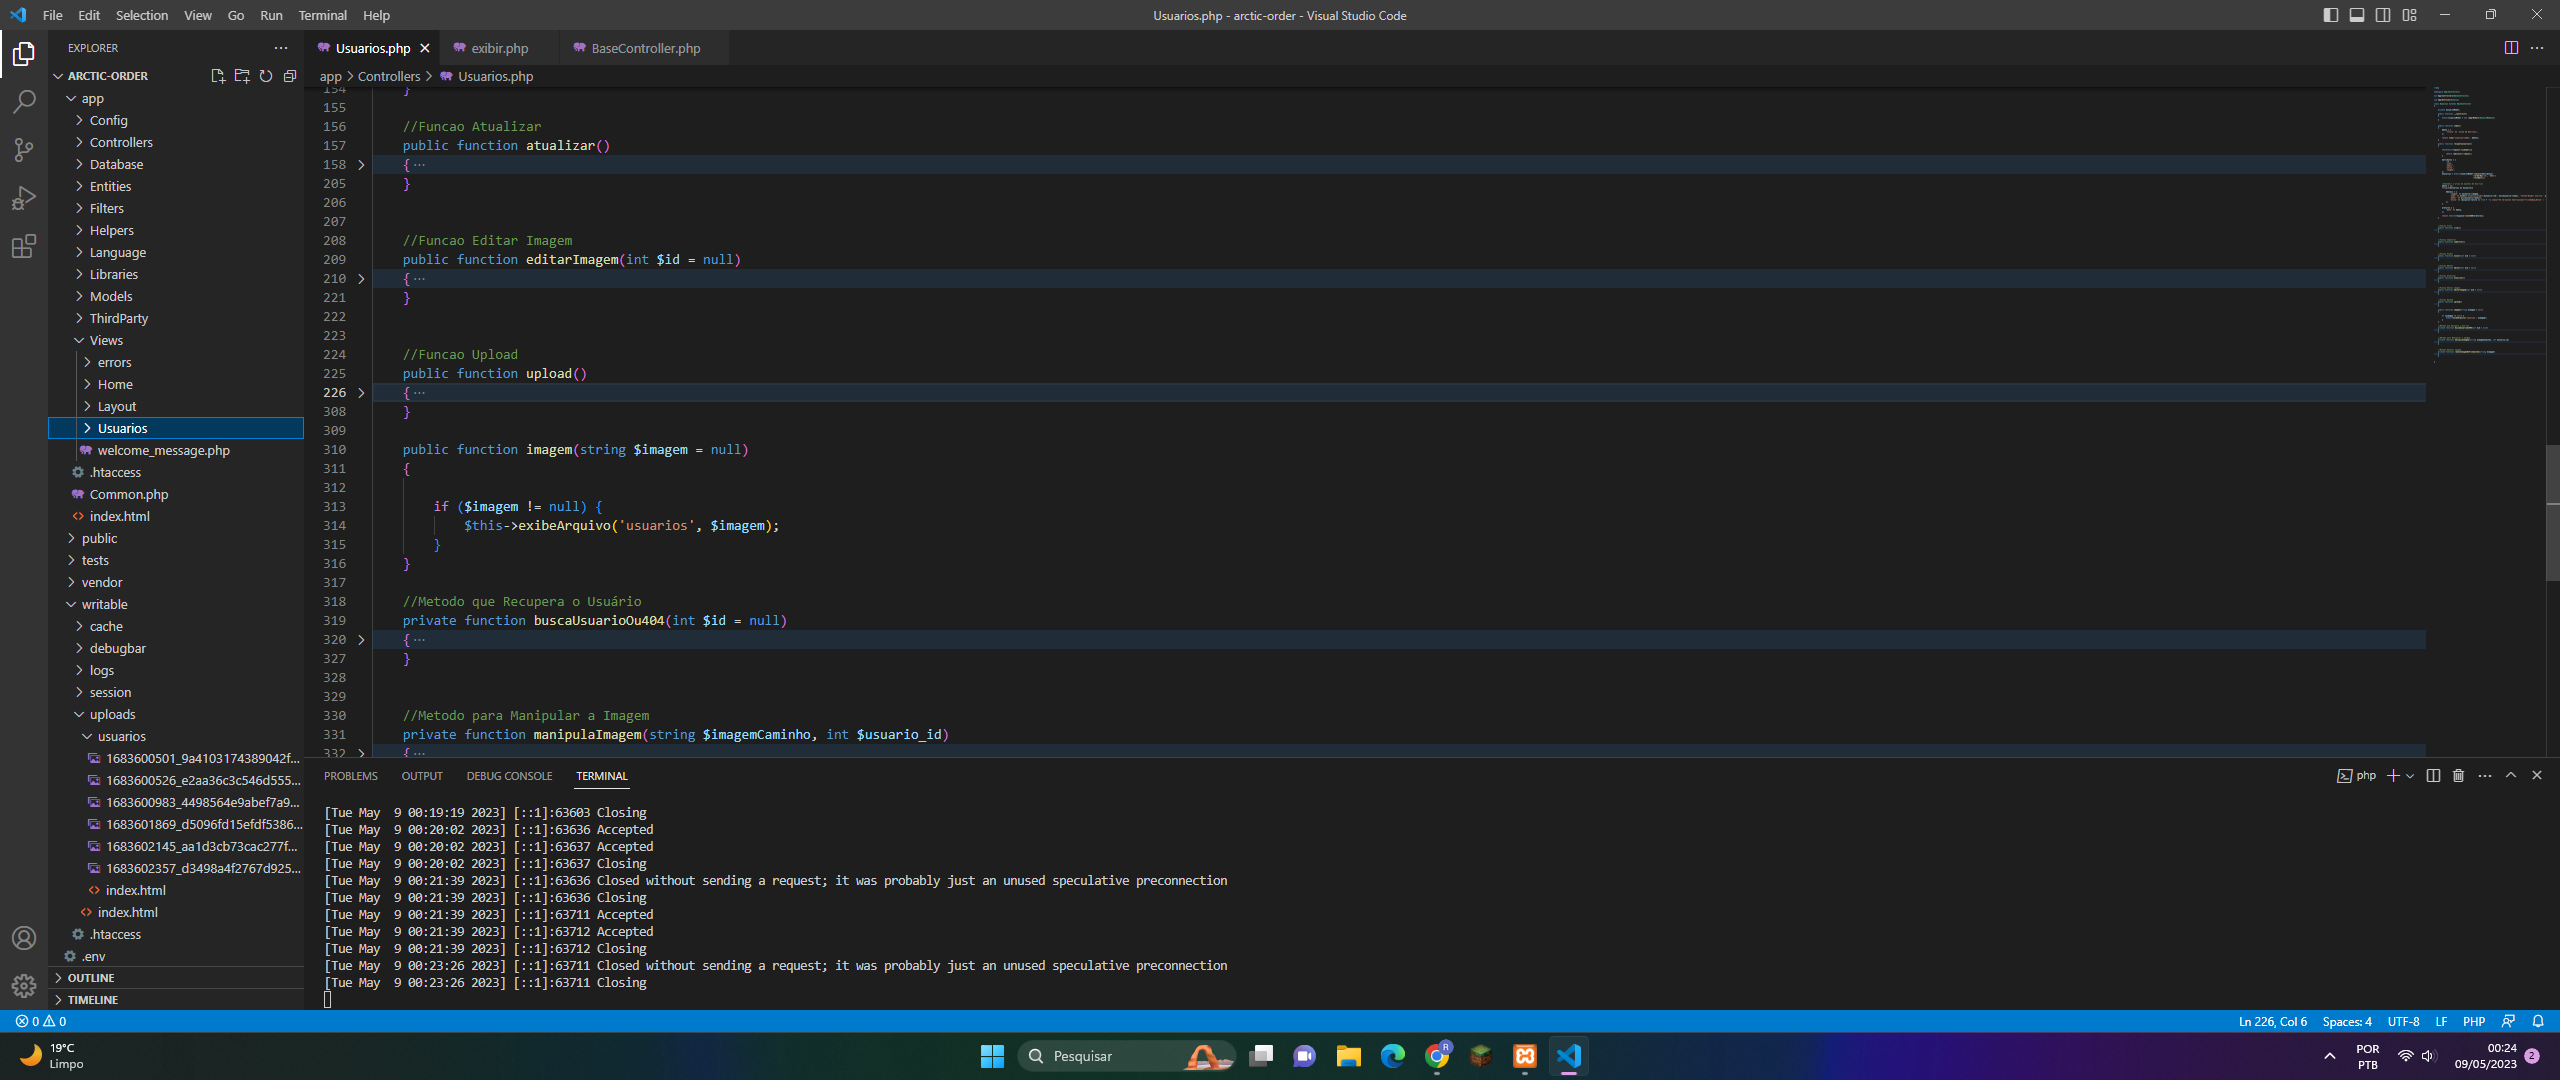 File Edit Selection View Go Run Terminal Help
Usuarios.php - arctic-order - Visual Studio Code
EXPLORER
ARCTIC-ORDER
app
Config
Controllers
Database
Entities
Filters
Helpers
Language
Libraries
Models
ThirdParty
Views
errors
Home
Layout
Usuarios
welcome_message.php
.htaccess
Common.php
index.html
public
tests
vendor
writable
cache
debugbar
logs
session
uploads
usuarios
1683600501_9a4103174389042f...
1683600526_e2aa36c3c546d555...
1683600983_4498564e9abef7a9...
1683601869_d5096fd15efdf5386...
1683602145_aa1d3cb73cac277f...
1683602357_d3498a4f2767d925...
index.html
index.html
.htaccess
.env
OUTLINE
TIMELINE
Usuarios.php exibir.php BaseController.php
app > Controllers > Usuarios.php
154 }
155
156 //Funcao Atualizar
157 public function atualizar()
158 { ···
205 }
206
207
208 //Funcao Editar Imagem
209 public function editarImagem(int $id = null)
210 { ···
221 }
222
223
224 //Funcao Upload
225 public function upload()
226 { ···
308 }
309
310 public function imagem(string $imagem = null)
311 {
312
313 if ($imagem != null) {
314 $this->exibeArquivo('usuarios', $imagem);
315 }
316 }
317
318 //Metodo que Recupera o Usuário
319 private function buscaUsuarioOu404(int $id = null)
320 { ···
327 }
328
329
330 //Metodo para Manipular a Imagem
331 private function manipulaImagem(string $imagemCaminho, int $usuario_id)
332 { ···
PROBLEMS OUTPUT DEBUG CONSOLE TERMINAL
php
[Tue May  9 00:19:19 2023] [::1]:63603 Closing
[Tue May  9 00:20:02 2023] [::1]:63636 Accepted
[Tue May  9 00:20:02 2023] [::1]:63637 Accepted
[Tue May  9 00:20:02 2023] [::1]:63637 Closing
[Tue May  9 00:21:39 2023] [::1]:63636 Closed without sending a request; it was probably just an unused speculative preconnection
[Tue May  9 00:21:39 2023] [::1]:63636 Closing
[Tue May  9 00:21:39 2023] [::1]:63711 Accepted
[Tue May  9 00:21:39 2023] [::1]:63712 Accepted
[Tue May  9 00:21:39 2023] [::1]:63712 Closing
[Tue May  9 00:23:26 2023] [::1]:63711 Closed without sending a request; it was probably just an unused speculative preconnection
[Tue May  9 00:23:26 2023] [::1]:63711 Closing
0 0
Ln 226, Col 6 Spaces: 4 UTF-8 LF PHP
19°C
Limpo
Pesquisar
R
POR
PTB
00:24
09/05/2023
2